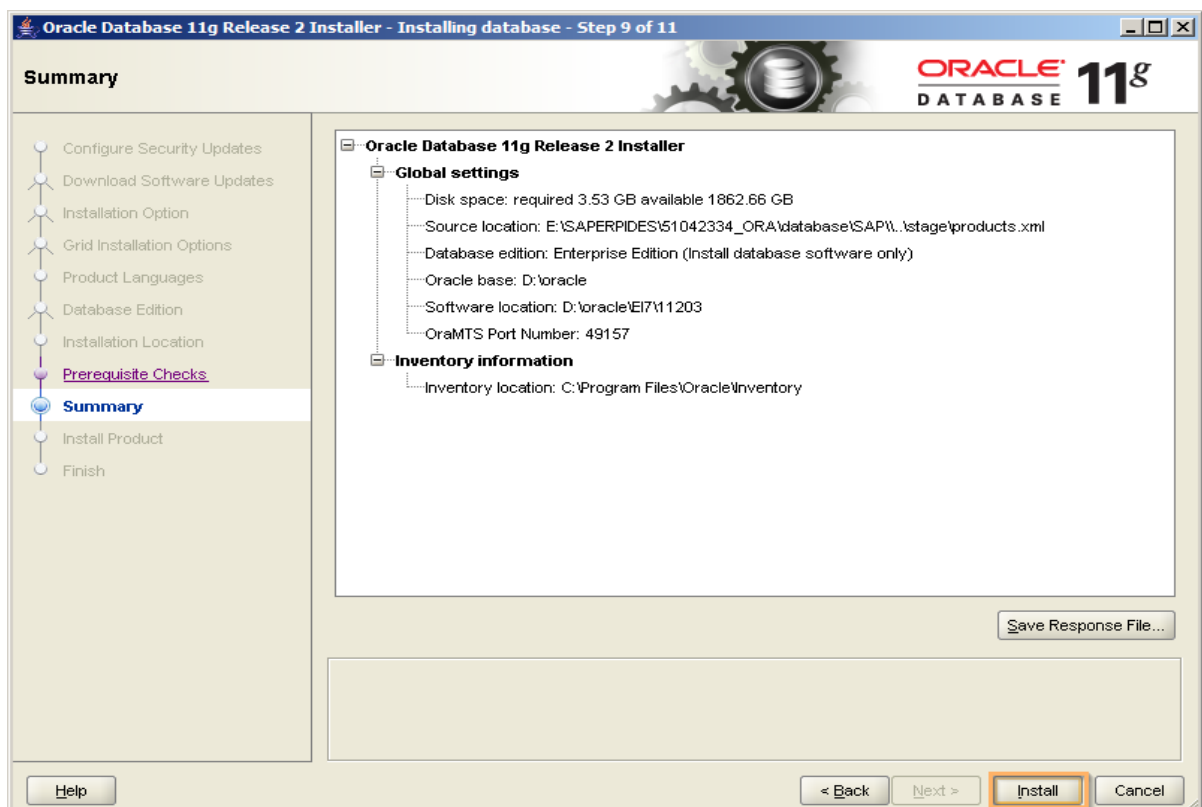 Oracle Database 11g Release 2 Installer - Installing database - Step 9 of 11
Summary
ORACLE
DATABASE
11g
Configure Security Updates
Download Software Updates
Installation Option
Grid Installation Options
Product Languages
Database Edition
Installation Location
Prerequisite Checks
Summary
Install Product
Finish
Oracle Database 11g Release 2 Installer
Global settings
Disk space: required 3.53 GB available 1862.66 GB
Source location: E:\SAPERPIDES\51042334_ORA\database\SAP\\..\stage\products.xml
Database edition: Enterprise Edition (Install database software only)
Oracle base: D:\oracle
Software location: D:\oracle\EI7\11203
OraMTS Port Number: 49157
Inventory information
Inventory location: C:\Program Files\Oracle\Inventory
Save Response File...
Help
< Back
Next >
Install
Cancel